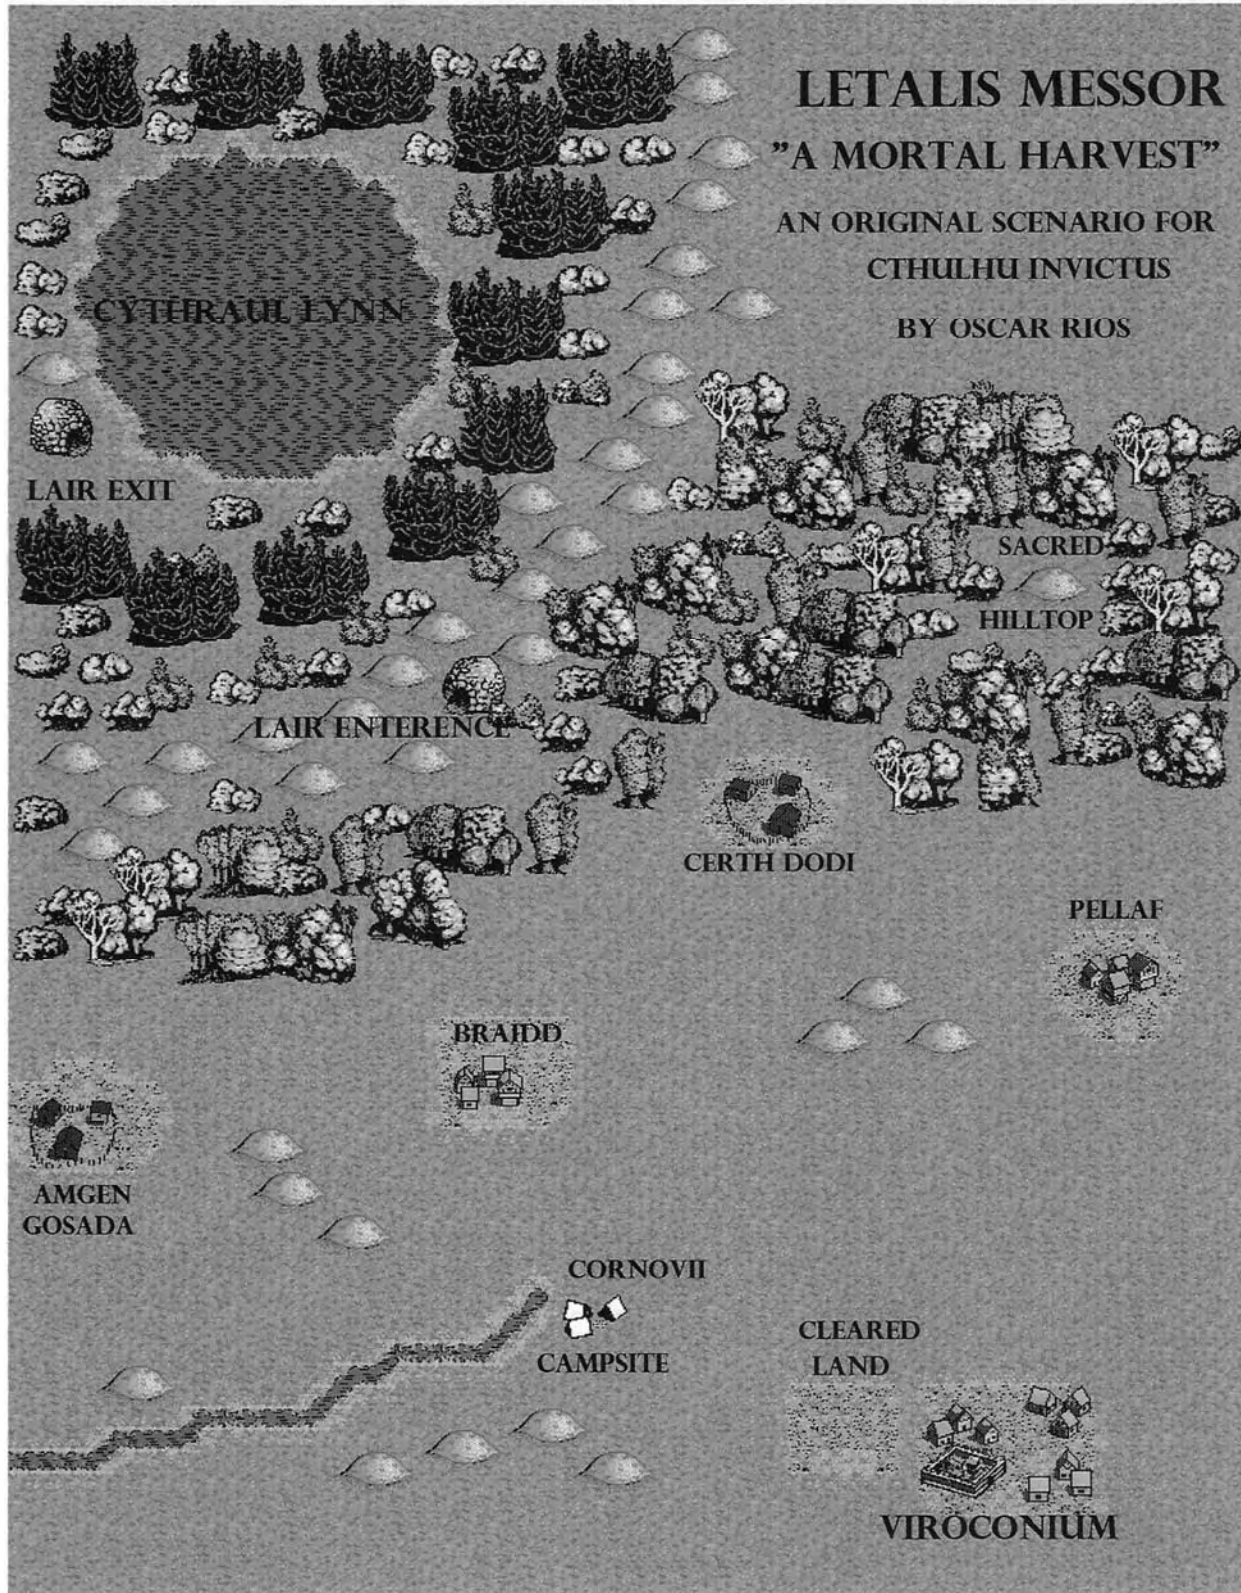 LETALIS MESSOR
"A MORTAL HARVEST"
AN ORIGINAL SCENARIO FOR
CTHULHU INVICTUS
BY OSCAR RIOS
CYTHRAUL LYNN
LAIR EXIT
SACRED
HILLTOP
LAIR ENTERENCE
CERTH DODI
PELLAF
BRAIDD
AMGEN
GOSADA
CORNOVII
CAMPSITE
CLEARED
LAND
VIROCONIUM